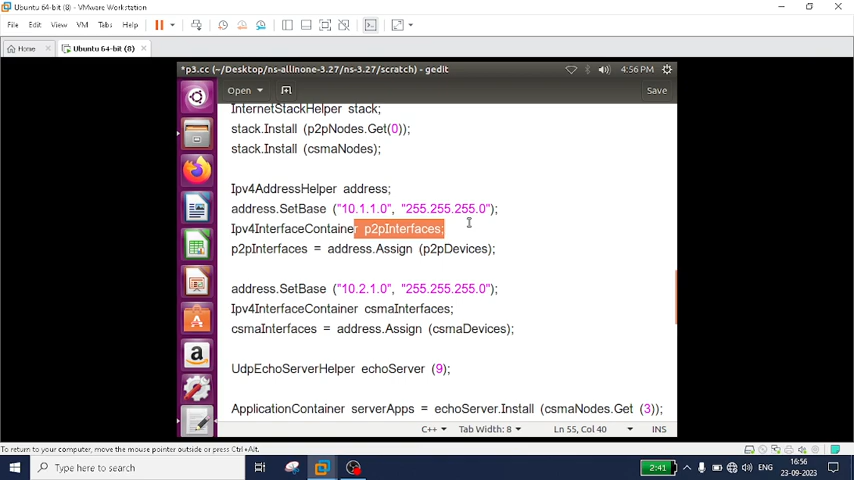 Ubuntu 64-bit (8) - VMware Workstation
File Edit View VM Tabs Help
Home Ubuntu 64-bit (8)
*p3.cc (~/Desktop/ns-allinone-3.27/ns-3.27/scratch) - gedit 4:56 PM
Open Save
InternetStackHelper stack;
stack.Install (p2pNodes.Get(0));
stack.Install (csmaNodes);
Ipv4AddressHelper address;
address.SetBase ("10.1.1.0", "255.255.255.0");
Ipv4InterfaceContainer p2pInterfaces;
p2pInterfaces = address.Assign (p2pDevices);
address.SetBase ("10.2.1.0", "255.255.255.0");
Ipv4InterfaceContainer csmaInterfaces;
csmaInterfaces = address.Assign (csmaDevices);
UdpEchoServerHelper echoServer (9);
ApplicationContainer serverApps = echoServer.Install (csmaNodes.Get (3));
C++ Tab Width: 8 Ln 55, Col 40 INS
To return to your computer, move the mouse pointer outside or press Ctrl+Alt.
Type here to search 2:41 ENG 16:56
23-09-2023